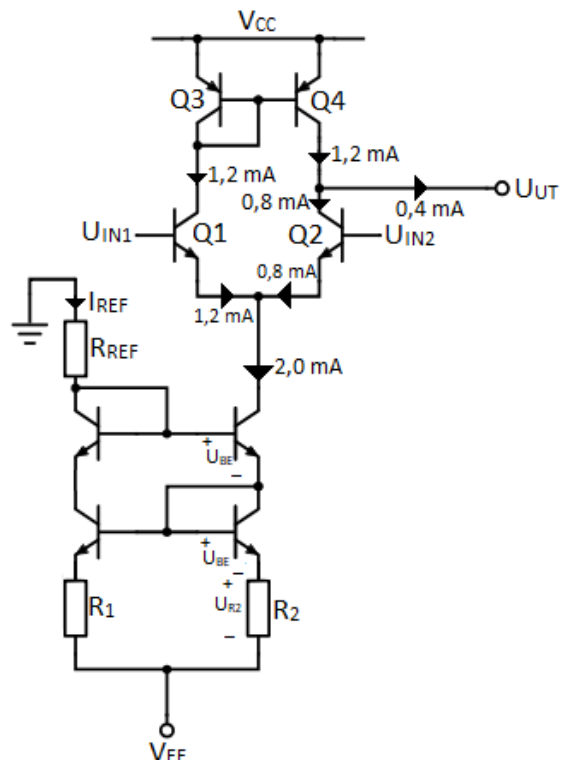 VCC
Q3
Q4
1,2 mA
1,2 mA
0,8 mA
0,4 mA
UUT
UIN1
Q1
Q2
UIN2
0,8 mA
1,2 mA
IREF
RREF
2,0 mA
+
UBE
–
+
UBE
–
R1
+
UR2
–
R2
VEE